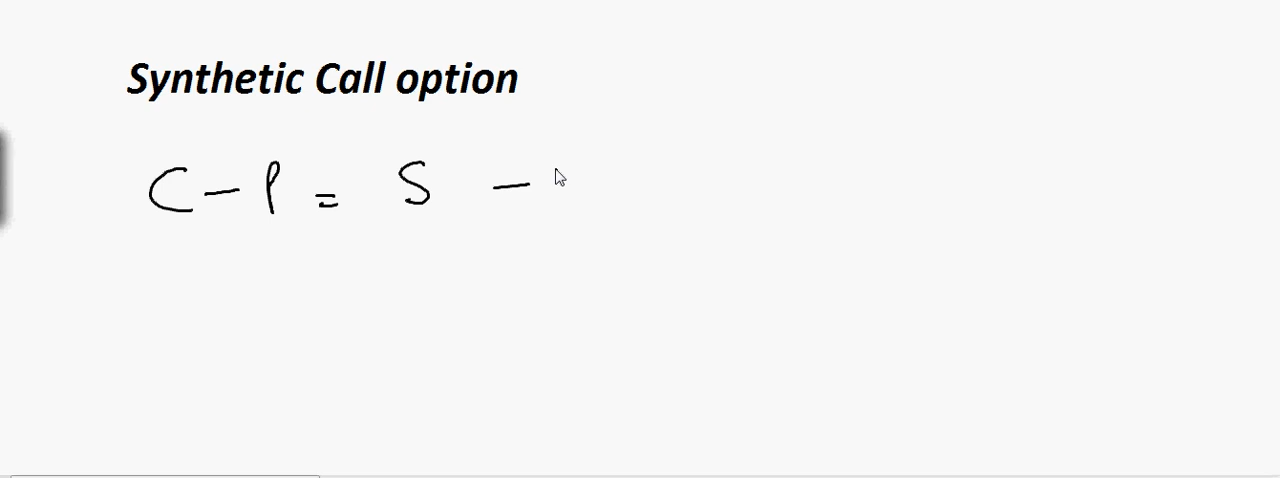 Synthetic Call option
C - P = S -